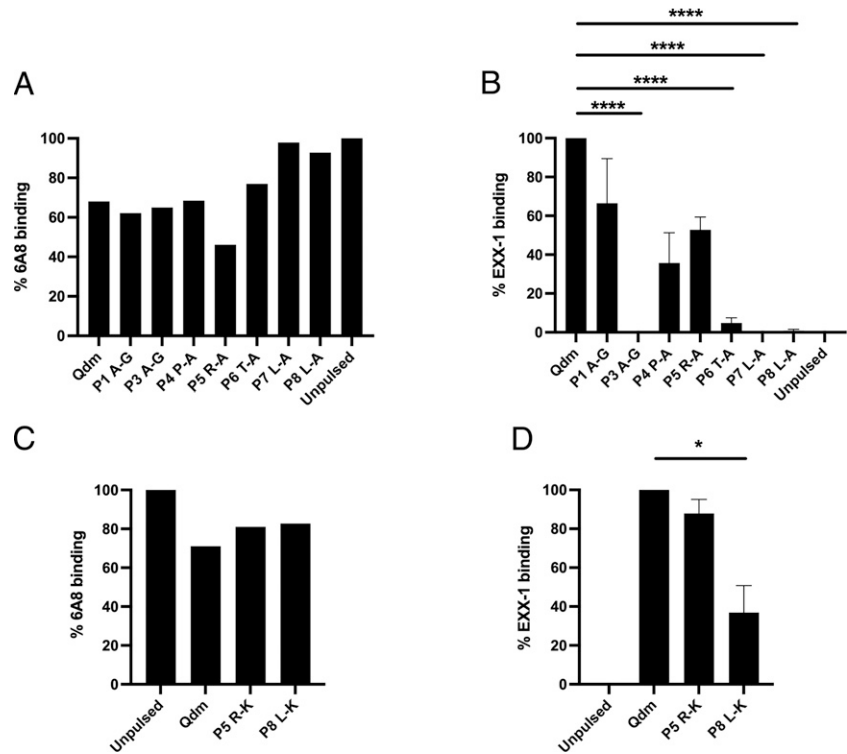 A
% 6A8 binding
100
80
60
40
20
0
Qdm
P1 A-G
P3 A-G
P4 P-A
P5 R-A
P6 T-A
P7 L-A
P8 L-A
Unpulsed
B
****
****
****
****
% EXX-1 binding
100
80
60
40
20
0
Qdm
P1 A-G
P3 A-G
P4 P-A
P5 R-A
P6 T-A
P7 L-A
P8 L-A
Unpulsed
C
% 6A8 binding
100
80
60
40
20
0
Unpulsed
Qdm
P5 R-K
P8 L-K
D
*
% EXX-1 binding
100
80
60
40
20
0
Unpulsed
Qdm
P5 R-K
P8 L-K